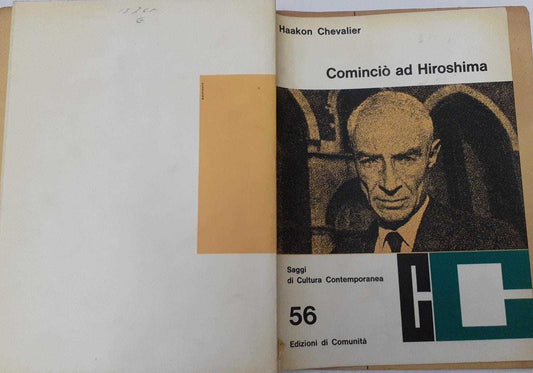 Haakon Chevalier
Cominciò ad Hiroshima
Saggi
di Cultura Contemporanea
56
Edizioni di Comunità